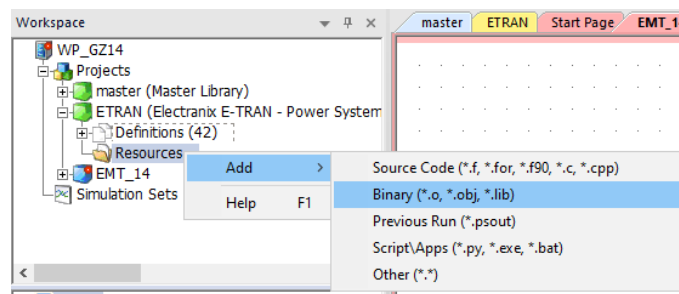 Workspace
master
ETRAN
Start Page
EMT_1
WP_GZ14
Projects
master (Master Library)
ETRAN (Electranix E-TRAN - Power System
Definitions (42)
Resources
EMT_14
Simulation Sets
Add
Help F1
Source Code (*.f, *.for, *.f90, *.c, *.cpp)
Binary (*.o, *.obj, *.lib)
Previous Run (*.psout)
Script\Apps (*.py, *.exe, *.bat)
Other (*.*)